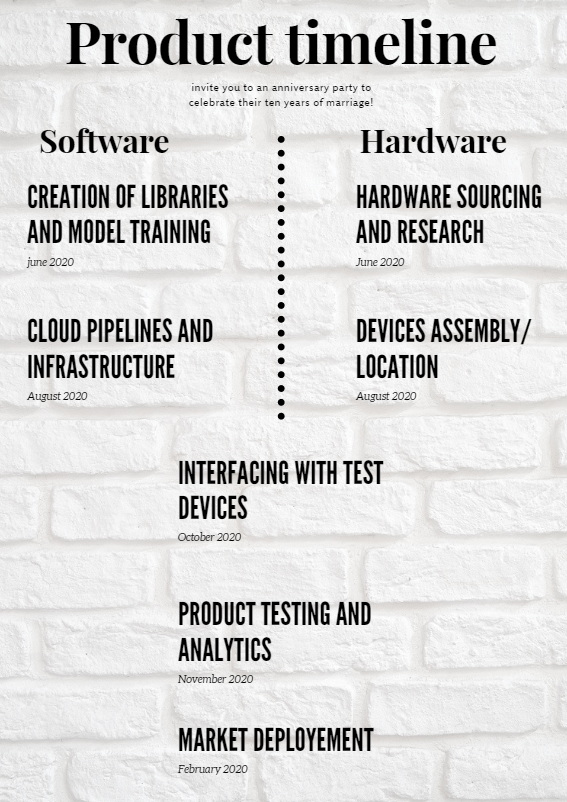 Product timeline
invite you to an anniversary party to
celebrate their ten years of marriage!
Software
CREATION OF LIBRARIES
AND MODEL TRAINING
june 2020
CLOUD PIPELINES AND
INFRASTRUCTURE
August 2020
Hardware
HARDWARE SOURCING
AND RESEARCH
June 2020
DEVICES ASSEMBLY/
LOCATION
August 2020
INTERFACING WITH TEST
DEVICES
October 2020
PRODUCT TESTING AND
ANALYTICS
November 2020
MARKET DEPLOYEMENT
February 2020